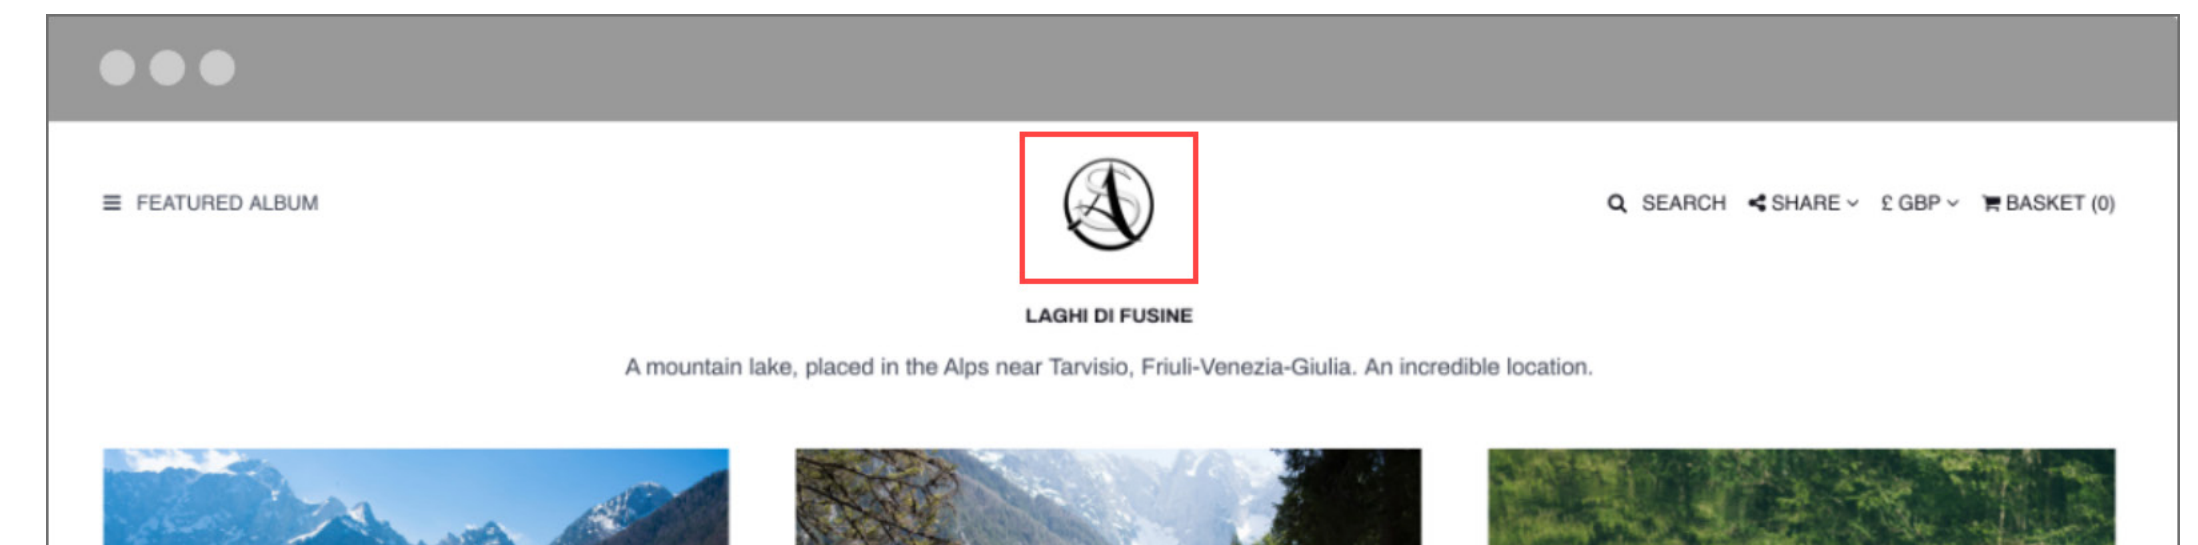 FEATURED ALBUM
AS
SEARCH SHARE £ GBP BASKET (0)
LAGHI DI FUSINE
A mountain lake, placed in the Alps near Tarvisio, Friuli-Venezia-Giulia. An incredible location.